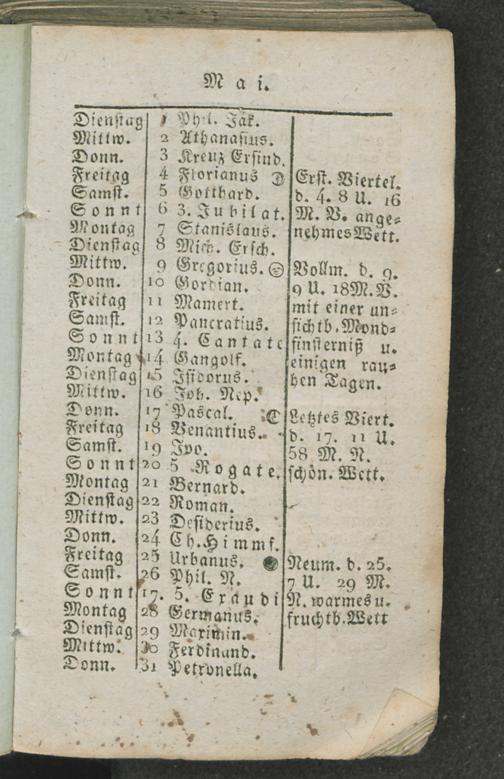 Mai.
Dienstag 1 Phil. Jak.
Mittw. 2 Athanasius.
Donn. 3 Kreuz Erfind.
Freitag 4 Florianus ☽ Erst. Viertel.
Samst. 5 Gotthard. d. 4. 8 U. 16
Sonnt 6 3. Jubilat. M. V. ange=
Montag 7 Stanislaus. nehmes Wett.
Dienstag 8 Mich. Ersch.
Mittw. 9 Gregorius. Vollm. d. 9.
Donn. 10 Gordian. 9 U. 18 M. V.
Freitag 11 Mamert. mit einer un=
Samst. 12 Pancratius. sichtb. Mond=
Sonnt 13 4. Cantate finsterniß u.
Montag 14 Gangolf. einigen rau=
Dienstag 15 Isidorus. hen Tagen.
Mittw. 16 Joh. Nep.
Donn. 17 Pascal. ☾ Letztes Viert.
Freitag 18 Venantius. d. 17. 11 U.
Samst. 19 Ivo. 58 M. N.
Sonnt 20 5 Rogate. schön. Wett.
Montag 21 Bernard.
Dienstag 22 Roman.
Mittw. 23 Desiderius.
Donn. 24 Ch. Himmf.
Freitag 25 Urbanus. ● Neum. d. 25.
Samst. 26 Phil. N. 7 U. 29 M.
Sonnt 17. 5. Exaudi N. warmes u.
Montag 28 Germanus. fruchtb. Wett
Dienstag 29 Maximin.
Mittw. 30 Ferdinand.
Donn. 31 Petronella.